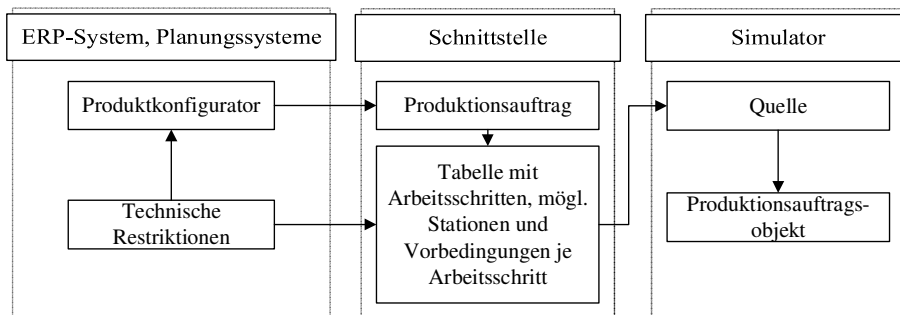 ERP-System, Planungssysteme
Schnittstelle
Simulator
Produktkonfigurator
Produktionsauftrag
Quelle
Technische
Restriktionen
Tabelle mit
Arbeitsschritten, mögl.
Stationen und
Vorbedingungen je
Arbeitsschritt
Produktionsauftrags-
objekt